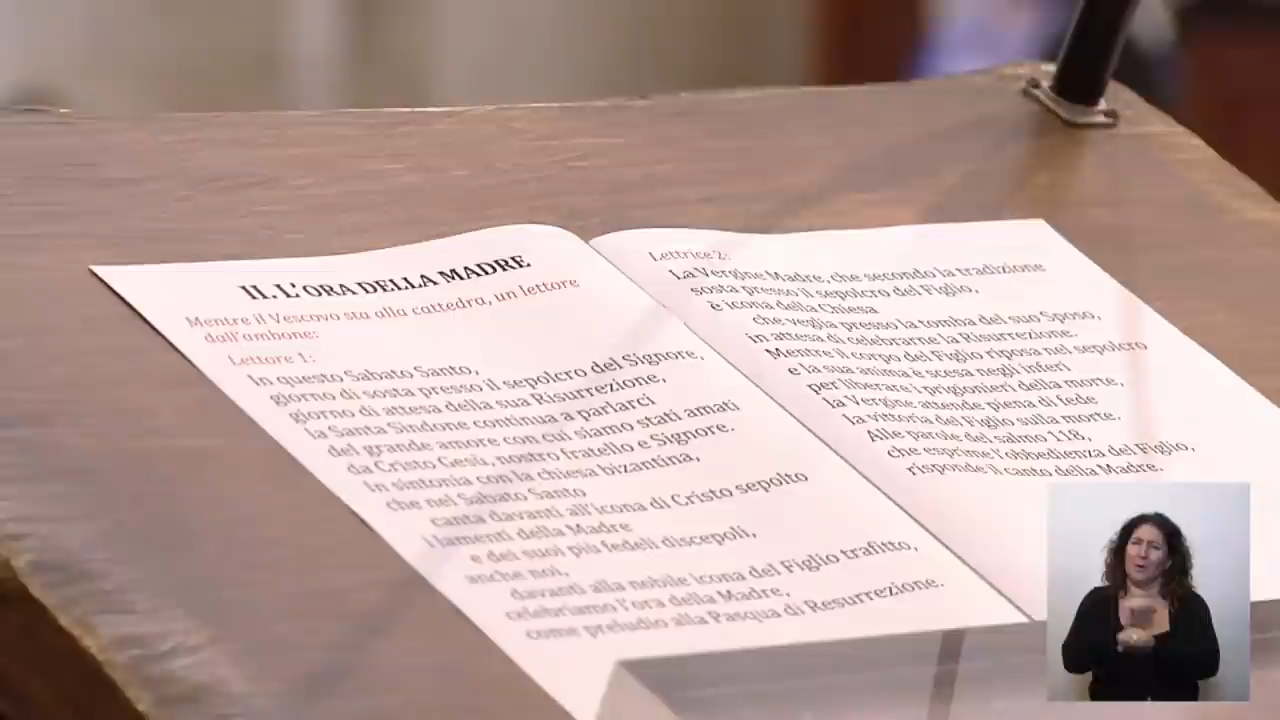 II. L'ORA DELLA MADRE
Mentre il Vescovo sta alla cattedra, un lettore
dall'ambone:
Lettore 1:
In questo Sabato Santo,
giorno di sosta presso il sepolcro del Signore,
giorno di attesa della sua Risurrezione,
la Santa Sindone continua a parlarci
del grande amore con cui siamo stati amati
da Cristo Gesù, nostro fratello e Signore.
In sintonia con la chiesa bizantina,
che nel Sabato Santo
canta davanti all'icona di Cristo sepolto
i lamenti della Madre
e dei suoi più fedeli discepoli,
anche noi,
davanti alla nobile icona del Figlio trafitto,
celebriamo l'ora della Madre,
come preludio alla Pasqua di Resurrezione.
Lettrice 2:
La Vergine Madre, che secondo la tradizione
sosta presso il sepolcro del Figlio,
è icona della Chiesa
che veglia presso la tomba del suo Sposo,
in attesa di celebrarne la Risurrezione.
Mentre il corpo del Figlio riposa nel sepolcro
e la sua anima è scesa negli inferi
per liberare i prigionieri della morte,
la Vergine attende piena di fede
la vittoria del Figlio sulla morte.
Alle parole del salmo 118,
che esprime l'obbedienza del Figlio,
risponde il canto della Madre.